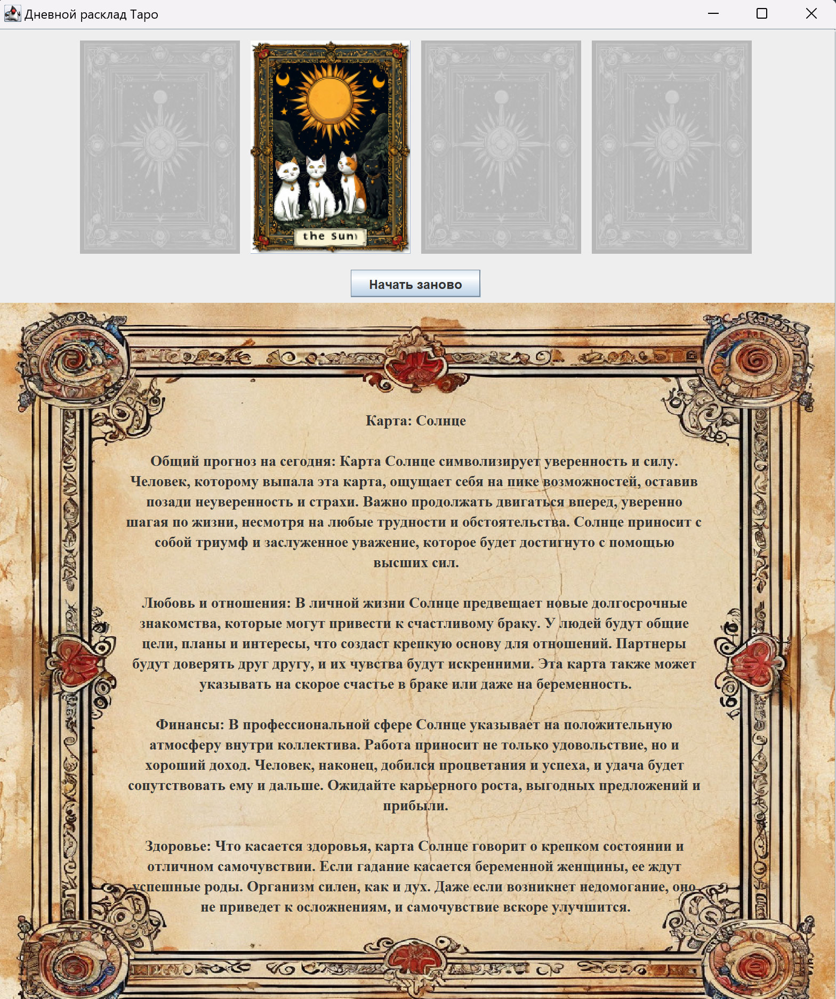 Дневной расклад Таро
the sun
Начать заново
Карта: Солнце
Общий прогноз на сегодня: Карта Солнце символизирует уверенность и силу.
Человек, которому выпала эта карта, ощущает себя на пике возможностей, оставив
позади неуверенность и страхи. Важно продолжать двигаться вперед, уверенно
шагая по жизни, несмотря на любые трудности и обстоятельства. Солнце приносит с
собой триумф и заслуженное уважение, которое будет достигнуто с помощью
высших сил.
Любовь и отношения: В личной жизни Солнце предвещает новые долгосрочные
знакомства, которые могут привести к счастливому браку. У людей будут общие
цели, планы и интересы, что создаст крепкую основу для отношений. Партнеры
будут доверять друг другу, и их чувства будут искренними. Эта карта также может
указывать на скорое счастье в браке или даже на беременность.
Финансы: В профессиональной сфере Солнце указывает на положительную
атмосферу внутри коллектива. Работа приносит не только удовольствие, но и
хороший доход. Человек, наконец, добился процветания и успеха, и удача будет
сопутствовать ему и дальше. Ожидайте карьерного роста, выгодных предложений и
прибыли.
Здоровье: Что касается здоровья, карта Солнце говорит о крепком состоянии и
отличном самочувствии. Если гадание касается беременной женщины, ее ждут
успешные роды. Организм силен, как и дух. Даже если возникнет недомогание, оно
не приведет к осложнениям, и самочувствие вскоре улучшится.